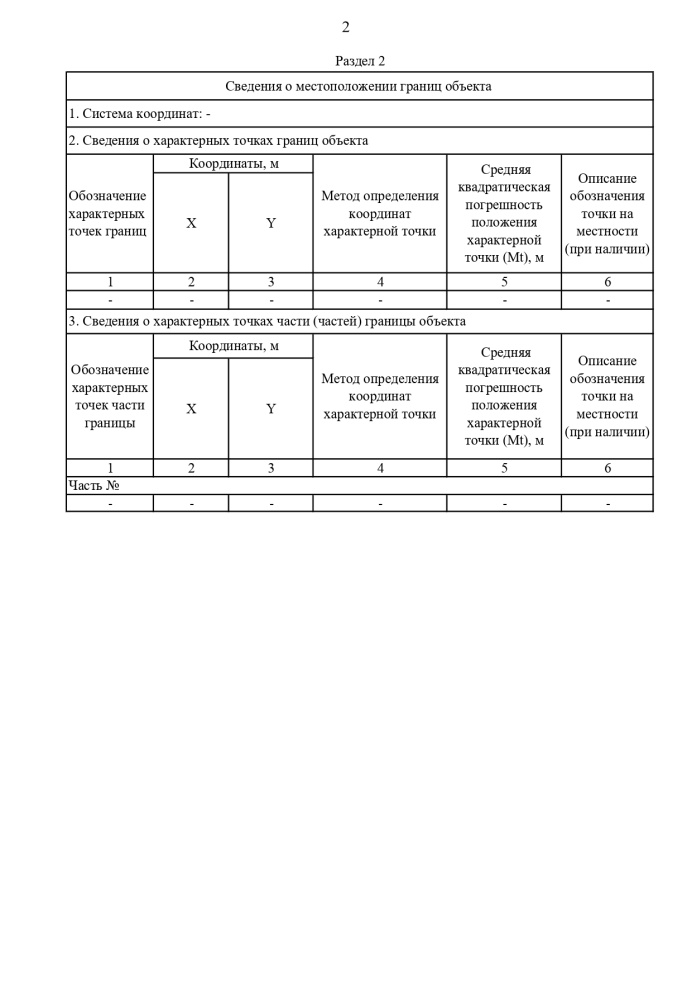 2
Раздел 2
Сведения о местоположении границ объекта
1. Система координат: -
2. Сведения о характерных точках границ объекта
Обозначение
характерных
точек границ
Координаты, м
X
Y
Метод определения
координат
характерной точки
Средняя
квадратическая
погрешность
положения
характерной
точки (Mt), м
Описание
обозначения
точки на
местности
(при наличии)
1 2 3 4 5 6
- - - - - -
3. Сведения о характерных точках части (частей) границы объекта
Обозначение
характерных
точек части
границы
Координаты, м
X
Y
Метод определения
координат
характерной точки
Средняя
квадратическая
погрешность
положения
характерной
точки (Mt), м
Описание
обозначения
точки на
местности
(при наличии)
1 2 3 4 5 6
Часть №
- - - - - -